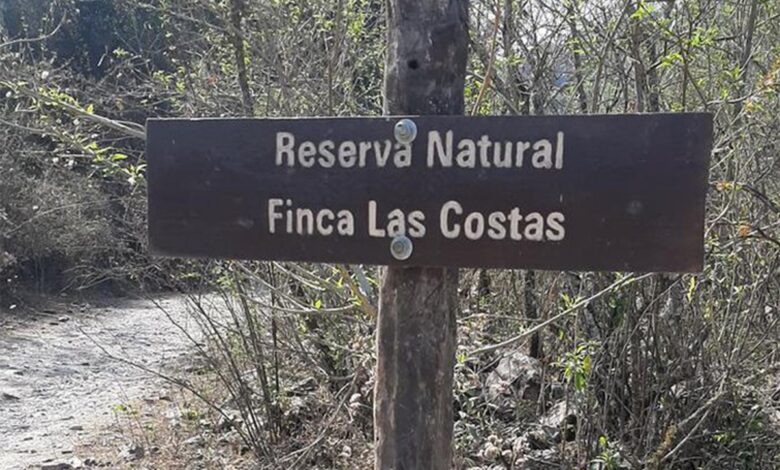 Reserva Natural
Finca Las Costas